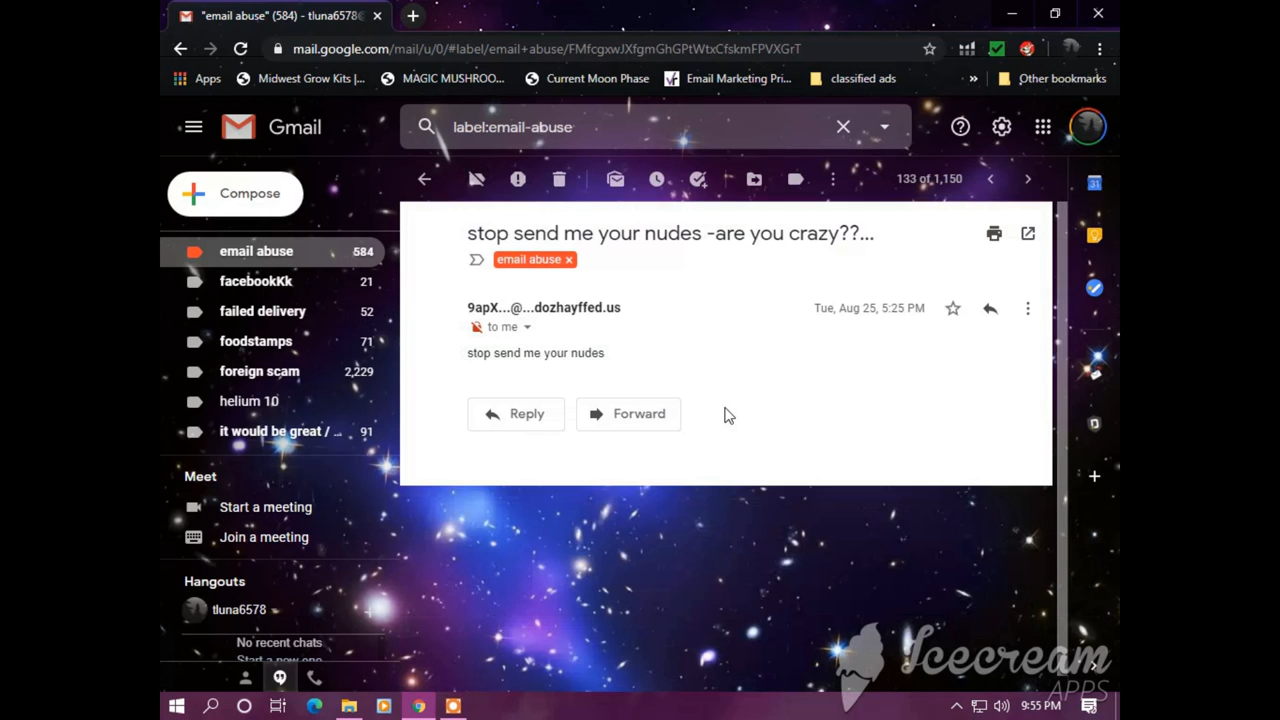 "email abuse" (584) - tluna6578@
mail.google.com/mail/u/0/#label/email+abuse/FMfcgxwJXfgmGhGPtWtxCfskmFPVXGrT
Apps Midwest Grow Kits |... MAGIC MUSHROO... Current Moon Phase Email Marketing Pri... classified ads » Other bookmarks
Gmail label:email-abuse
Compose
133 of 1,150
stop send me your nudes -are you crazy??...
email abuse ×
email abuse 584
facebookKk 21
failed delivery 52
foodstamps 71
foreign scam 2,229
helium 10
it would be great / ... 91
9apX...@...dozhayffed.us Tue, Aug 25, 5:25 PM
to me
stop send me your nudes
Reply Forward
Meet
Start a meeting
Join a meeting
Hangouts
tluna6578
No recent chats
Start a new one
31
Icecream
APPS
9:55 PM